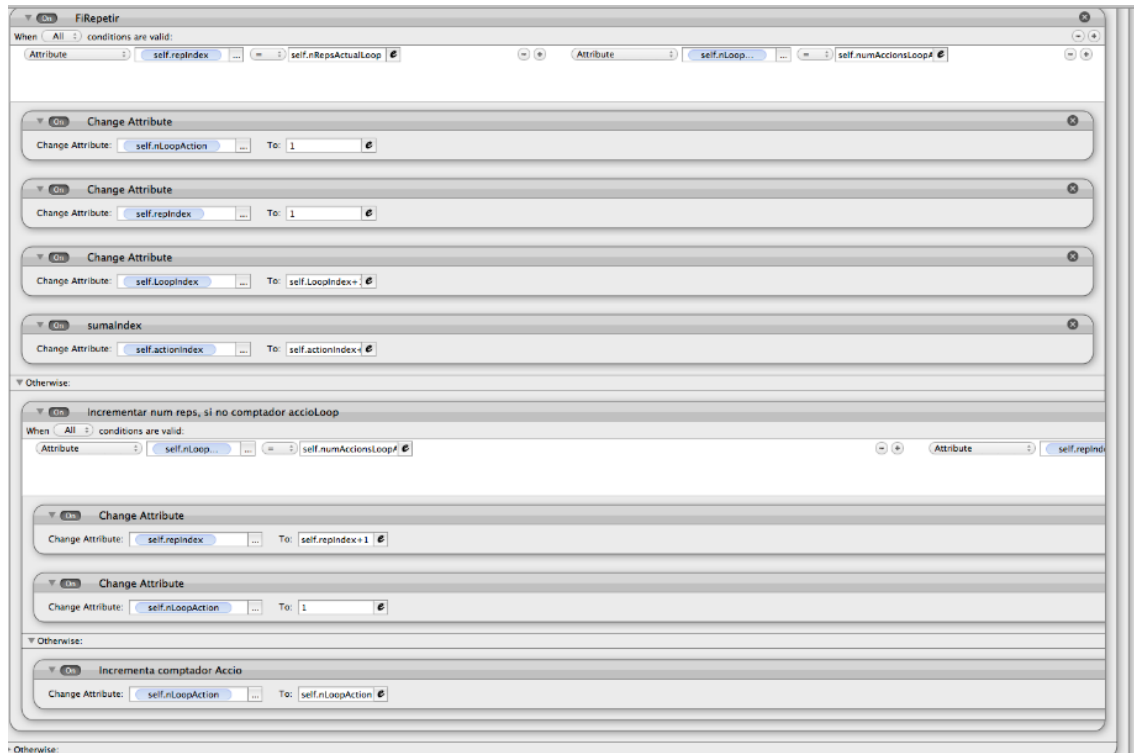 On FiRepetir
When All conditions are valid:
Attribute self.repIndex ... = self.nRepsActualLoop e Attribute self.nLoop... ... = self.numAccionsLoopA e
On Change Attribute
Change Attribute: self.nLoopAction ... To: 1 e
On Change Attribute
Change Attribute: self.repIndex ... To: 1 e
On Change Attribute
Change Attribute: self.LoopIndex ... To: self.LoopIndex+1 e
On sumaIndex
Change Attribute: self.actionIndex ... To: self.actionIndex+ e
Otherwise:
On Incrementar num reps, si no comptador accioLoop
When All conditions are valid:
Attribute self.nLoop... ... = self.numAccionsLoopA e Attribute self.repInde
On Change Attribute
Change Attribute: self.repIndex ... To: self.repIndex+1 e
On Change Attribute
Change Attribute: self.nLoopAction ... To: 1 e
Otherwise:
On Incrementa comptador Accio
Change Attribute: self.nLoopAction ... To: self.nLoopAction e
Otherwise: